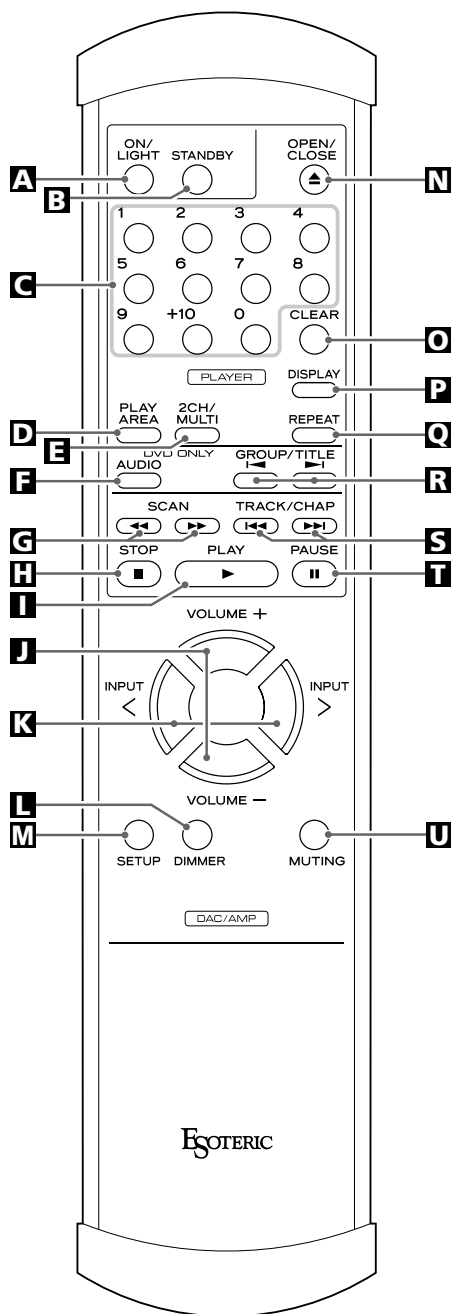 ON/ OPEN/
LIGHT STANDBY CLOSE
A B N
1 2 3 4
5 6 7 8
C
9 +10 0 CLEAR
O
PLAYER DISPLAY
P
PLAY 2CH/
AREA MULTI REPEAT
D E Q
DVD ONLY GROUP/TITLE
AUDIO
F R
SCAN TRACK/CHAP
G S
STOP PLAY PAUSE
H T
I
VOLUME +
J
INPUT INPUT
< >
K
VOLUME −
L
M U
SETUP DIMMER MUTING
DAC/AMP
ESOTERIC